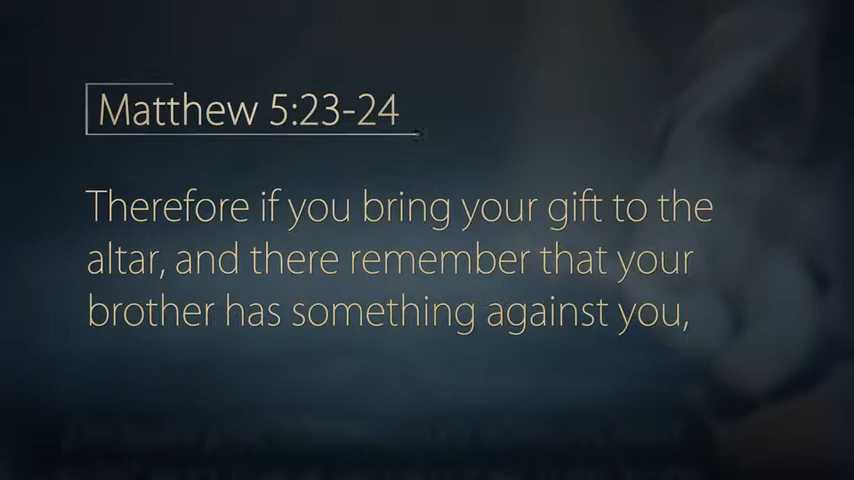 Matthew 5:23-24
Therefore if you bring your gift to the
altar, and there remember that your
brother has something against you,